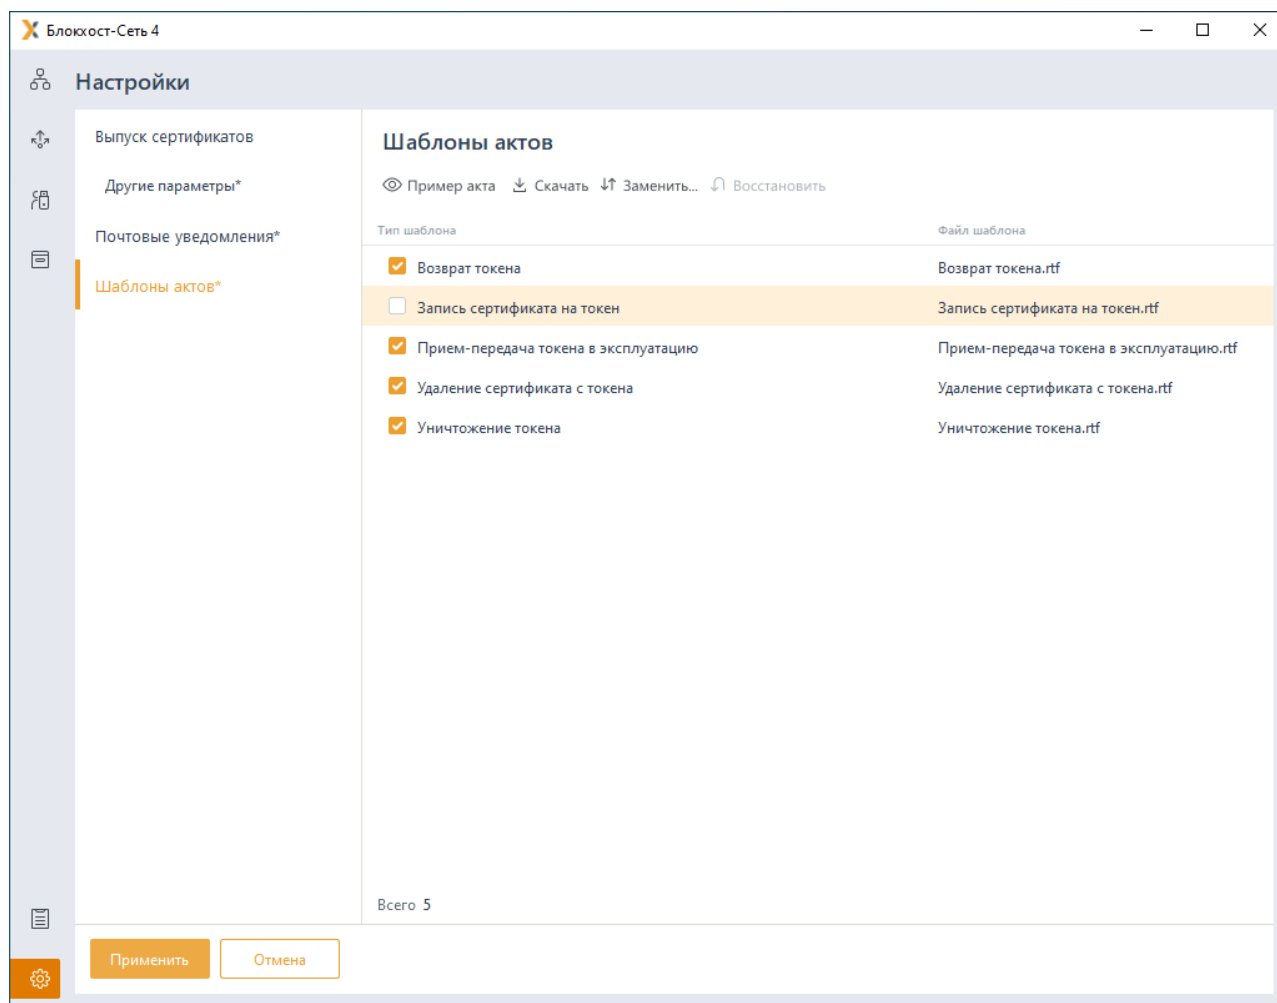 Блокхост-Сеть 4
Настройки
Выпуск сертификатов
Другие параметры*
Почтовые уведомления*
Шаблоны актов*
Шаблоны актов
Пример акта Скачать Заменить... Восстановить
Тип шаблона Файл шаблона
Возврат токена Возврат токена.rtf
Запись сертификата на токен Запись сертификата на токен.rtf
Прием-передача токена в эксплуатацию Прием-передача токена в эксплуатацию.rtf
Удаление сертификата с токена Удаление сертификата с токена.rtf
Уничтожение токена Уничтожение токена.rtf
Всего 5
Применить Отмена